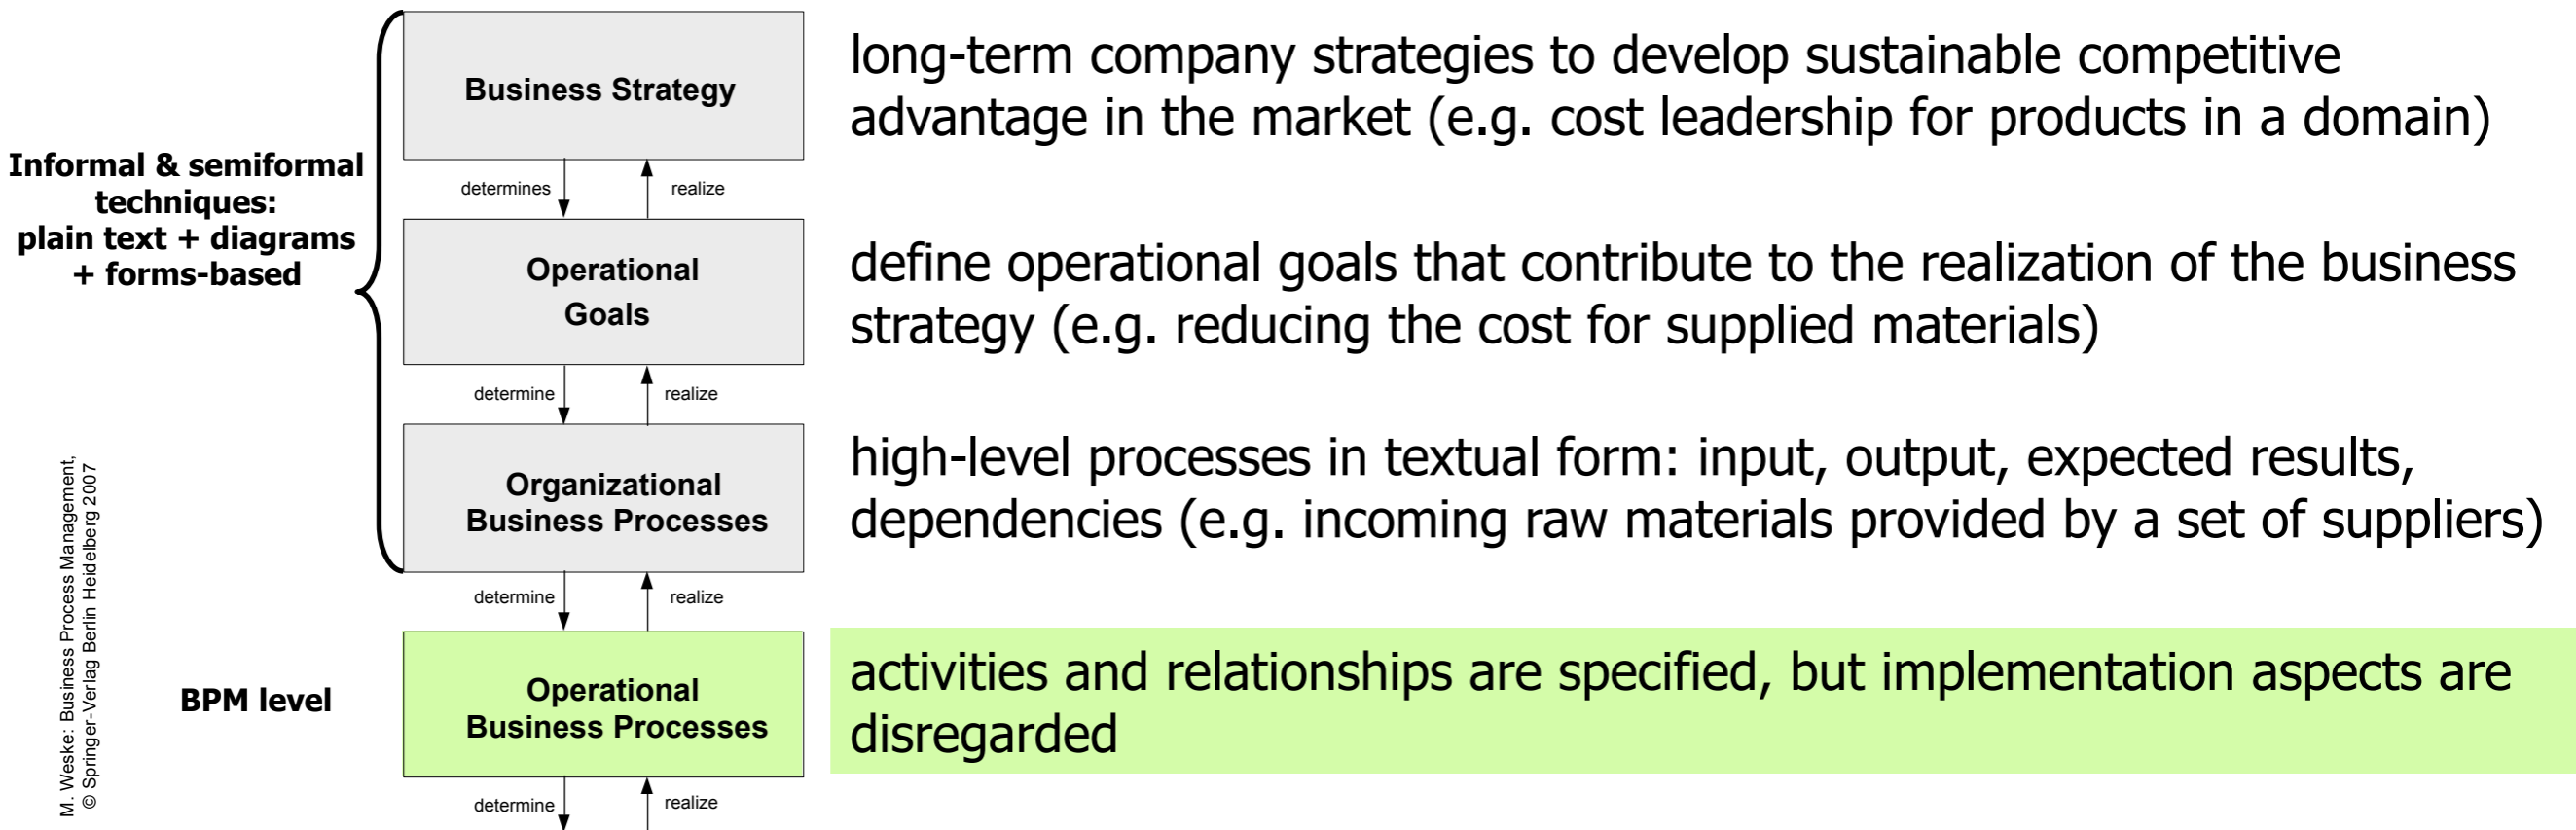 Business Strategy
long-term company strategies to develop sustainable competitive
advantage in the market (e.g. cost leadership for products in a domain)
Informal & semiformal
techniques:
plain text + diagrams
+ forms-based
determines
realize
Operational
Goals
define operational goals that contribute to the realization of the business
strategy (e.g. reducing the cost for supplied materials)
determine
realize
Organizational
Business Processes
high-level processes in textual form: input, output, expected results,
dependencies (e.g. incoming raw materials provided by a set of suppliers)
determine
realize
BPM level
Operational
Business Processes
activities and relationships are specified, but implementation aspects are
disregarded
determine
realize
M. Weske: Business Process Management,
© Springer-Verlag Berlin Heidelberg 2007